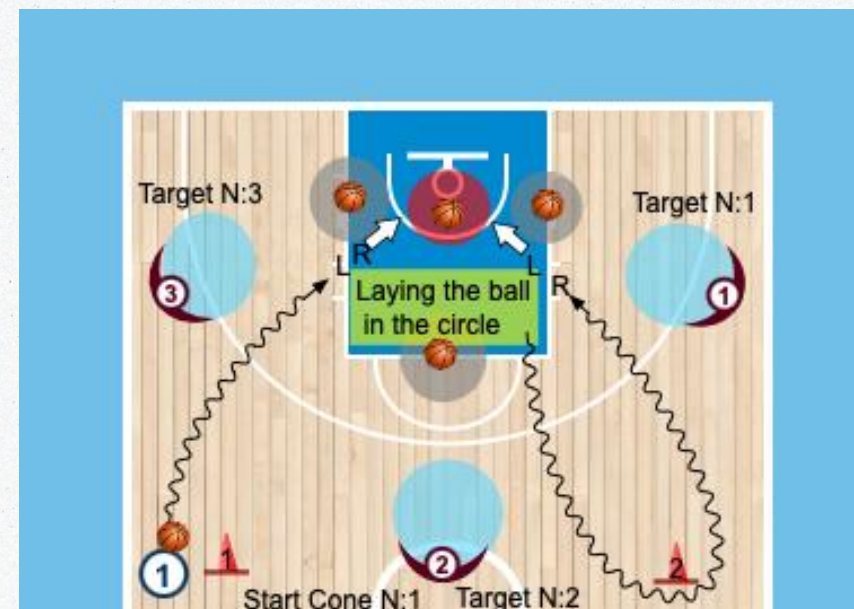 Target N:3
Target N:1
L R
L R
3
1
Laying the ball
in the circle
1
1
2
2
Start Cone N:1
Target N:2